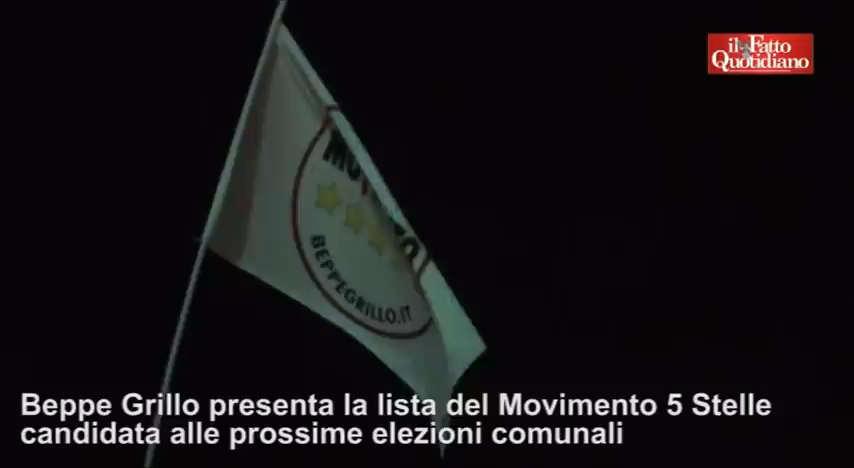 il Fatto
Quotidiano
BEPPEGRILLO.IT
Beppe Grillo presenta la lista del Movimento 5 Stelle
candidata alle prossime elezioni comunali